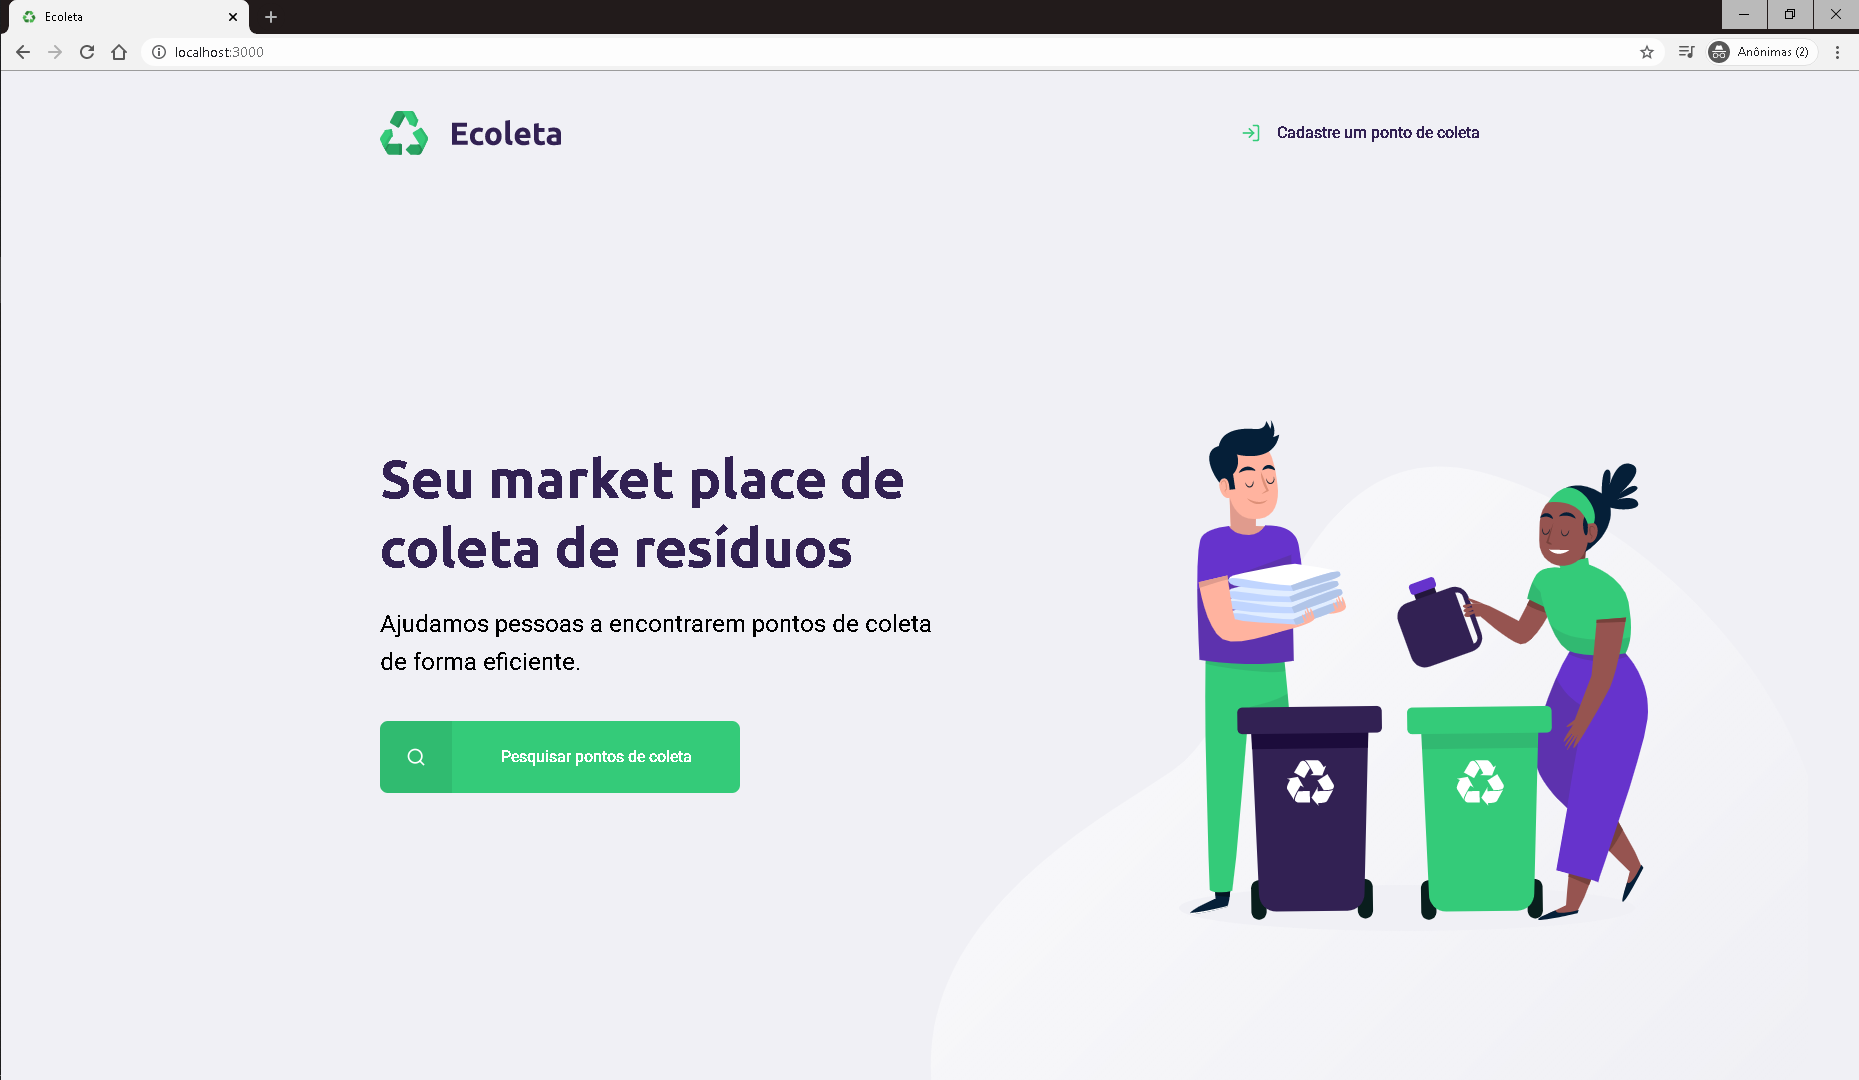 Ecoleta
localhost:3000
Anônimas (2)
Ecoleta
Cadastre um ponto de coleta
Seu market place de
coleta de resíduos
Ajudamos pessoas a encontrarem pontos de coleta
de forma eficiente.
Pesquisar pontos de coleta